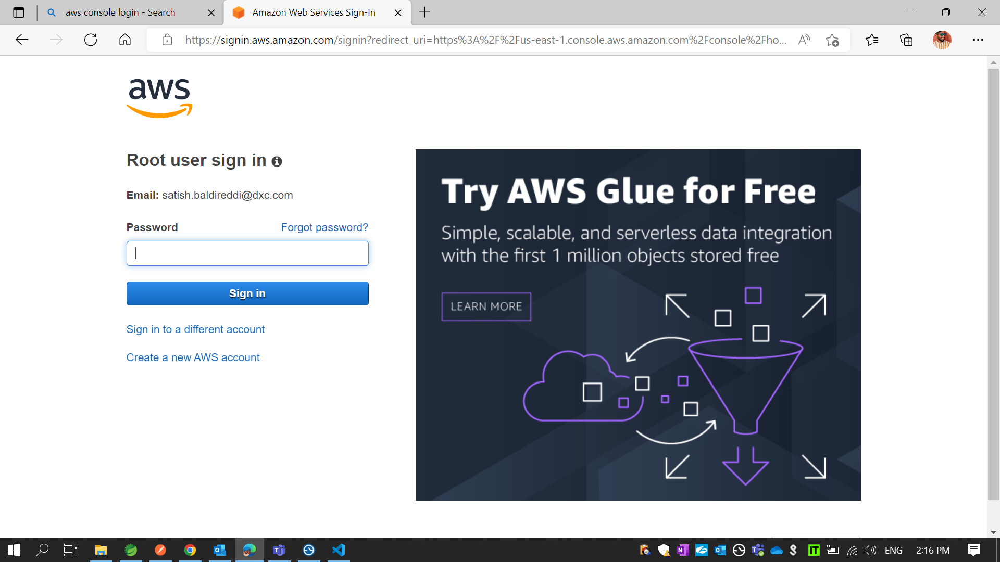 aws console login - Search
Amazon Web Services Sign-In
https://signin.aws.amazon.com/signin?redirect_uri=https%3A%2F%2Fus-east-1.console.aws.amazon.com%2Fconsole%2Fho...
aws
Root user sign in
Email: satish.baldireddi@dxc.com
Password
Forgot password?
Sign in
Sign in to a different account
Create a new AWS account
Try AWS Glue for Free
Simple, scalable, and serverless data integration
with the first 1 million objects stored free
LEARN MORE
ENG
2:16 PM